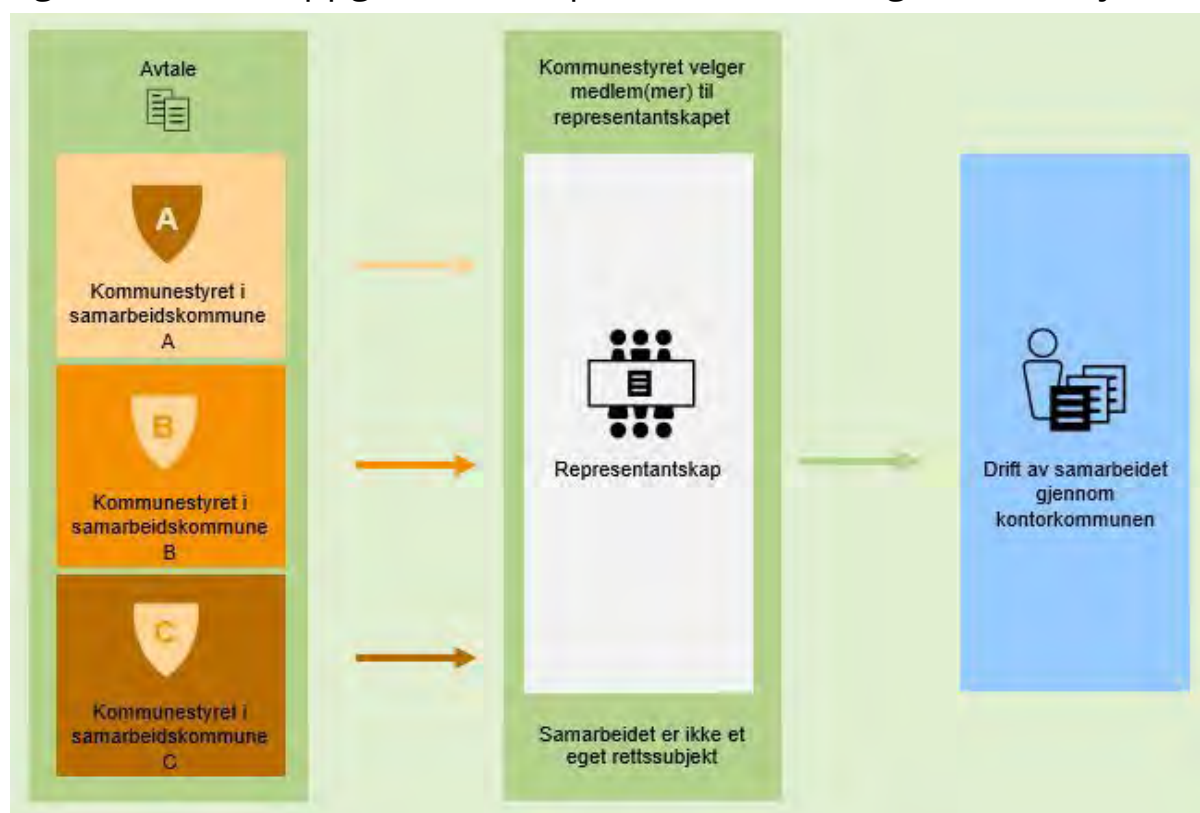 Avtale
A
Kommunestyret i
samarbeidskommune
A
B
Kommunestyret i
samarbeidskommune
B
C
Kommunestyret i
samarbeidskommune
C
Kommunestyret velger
medlem(mer) til
representantskapet
Representantskap
Samarbeidet er ikke et
eget rettssubjekt
Drift av samarbeidet
gjennom
kontorkommunen